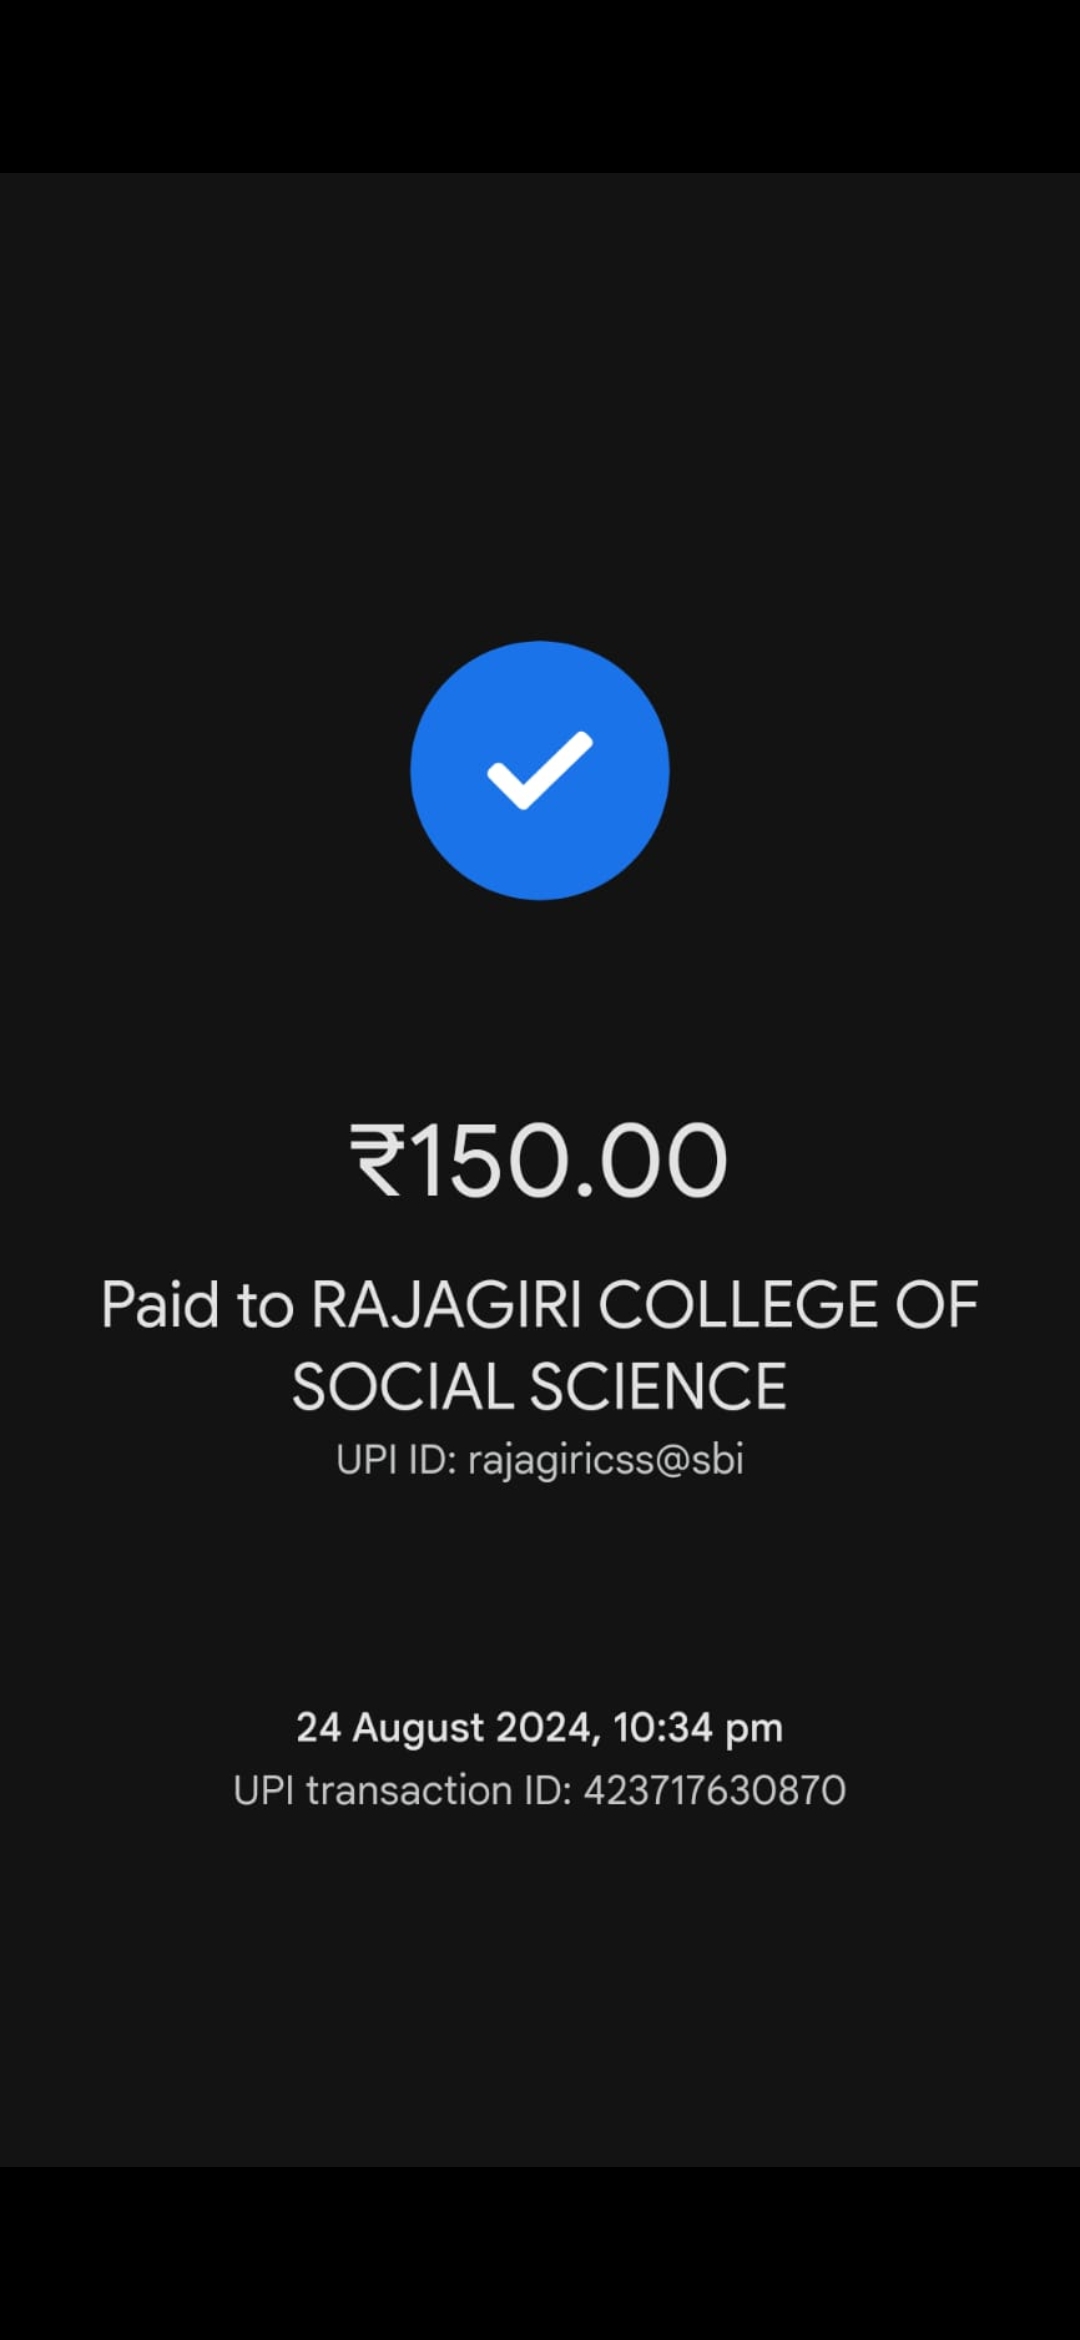 ₹150.00
Paid to RAJAGIRI COLLEGE OF
SOCIAL SCIENCE
UPI ID: rajagiricss@sbi
24 August 2024, 10:34 pm
UPI transaction ID: 423717630870